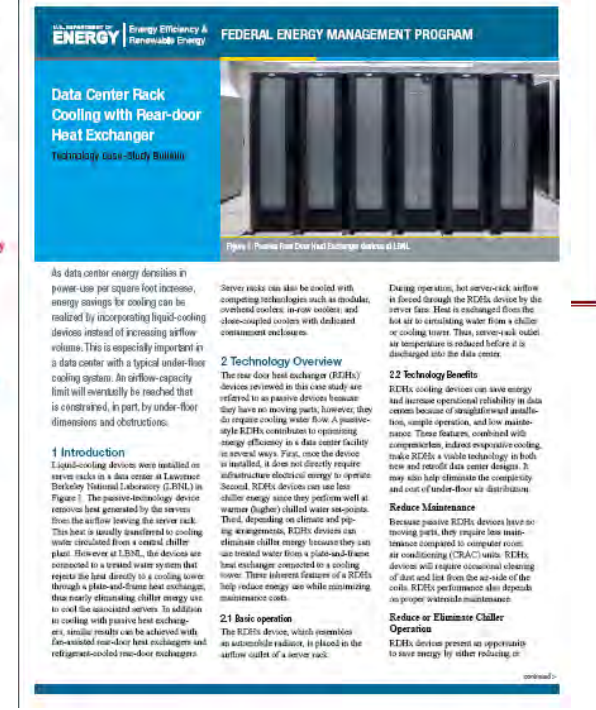 U.S. DEPARTMENT OF
ENERGY
Energy Efficiency &
Renewable Energy
FEDERAL ENERGY MANAGEMENT PROGRAM
Data Center Rack
Cooling with Rear-door
Heat Exchanger
Technology Case-Study Bulletin
Figure 1: Passive Rear Door Heat Exchanger devices at LBNL
As data center energy densities in
power-use per square foot increase,
energy savings for cooling can be
realized by incorporating liquid-cooling
devices instead of increasing airflow
volume. This is especially important in
a data center with a typical under-floor
cooling system. An airflow-capacity
limit will eventually be reached that
is constrained, in part, by under-floor
dimensions and obstructions.
1 Introduction
Liquid-cooling devices were installed on
server racks in a data center at Lawrence
Berkeley National Laboratory (LBNL) in
Figure 1. The passive-technology device
removes heat generated by the servers
from the airflow leaving the server rack.
This heat is usually transferred to cooling
water circulated from a central chiller
plant. However at LBNL, the devices are
connected to a treated water system that
rejects the heat directly to a cooling tower
through a plate-and-frame heat exchanger,
thus nearly eliminating chiller energy use
to cool the associated servers. In addition
to cooling with passive heat exchang-
ers, similar results can be achieved with
fan-assisted rear-door heat exchangers and
refrigerant-cooled rear-door exchangers.
Server racks can also be cooled with
competing technologies such as modular,
overhead coolers; in-row coolers; and
close-coupled coolers with dedicated
containment enclosures.
2 Technology Overview
The rear door heat exchanger (RDHx)
devices reviewed in this case study are
referred to as passive devices because
they have no moving parts; however, they
do require cooling water flow. A passive-
style RDHx contributes to optimizing
energy efficiency in a data center facility
in several ways. First, once the device
is installed, it does not directly require
infrastructure electrical energy to operate.
Second, RDHx devices can use less
chiller energy since they perform well at
warmer (higher) chilled water set-points.
Third, depending on climate and pip-
ing arrangements, RDHx devices can
eliminate chiller energy because they can
use treated water from a plate-and-frame
heat exchanger connected to a cooling
tower. These inherent features of a RDHx
help reduce energy use while minimizing
maintenance costs.
2.1 Basic operation
The RDHx device, which resembles
an automobile radiator, is placed in the
airflow outlet of a server rack.
During operation, hot server-rack airflow
is forced through the RDHx device by the
server fans. Heat is exchanged from the
hot air to circulating water from a chiller
or cooling tower. Thus, server-rack outlet
air temperature is reduced before it is
discharged into the data center.
2.2 Technology Benefits
RDHx cooling devices can save energy
and increase operational reliability in data
centers because of straightforward installa-
tion, simple operation, and low mainte-
nance. These features, combined with
compressorless, indirect evaporative cooling,
make RDHx a viable technology in both
new and retrofit data center designs. It
may also help eliminate the complexity
and cost of under-floor air distribution.
Reduce Maintenance
Because passive RDHx devices have no
moving parts, they require less main-
tenance compared to computer room
air conditioning (CRAC) units. RDHx
devices will require occasional cleaning
of dust and lint from the air-side of the
coils. RDHx performance also depends
on proper waterside maintenance.
Reduce or Eliminate Chiller
Operation
RDHx devices present an opportunity
to save energy by either reducing or
continued >